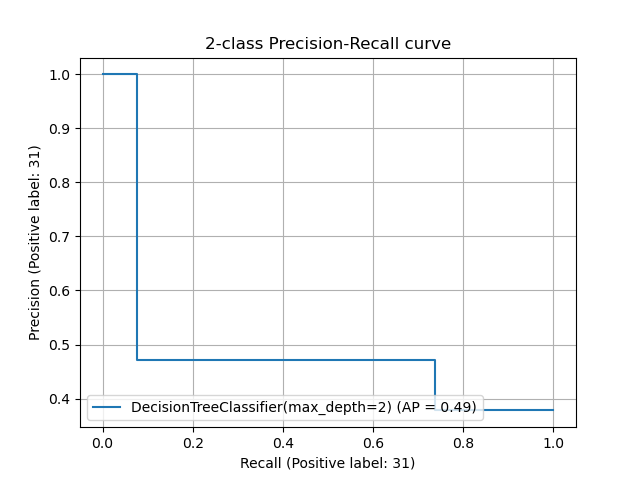 2-class Precision-Recall curve
1.0
0.9
0.8
0.7
0.6
0.5
0.4
Precision (Positive label: 31)
DecisionTreeClassifier(max_depth=2) (AP = 0.49)
0.0 0.2 0.4 0.6 0.8 1.0
Recall (Positive label: 31)